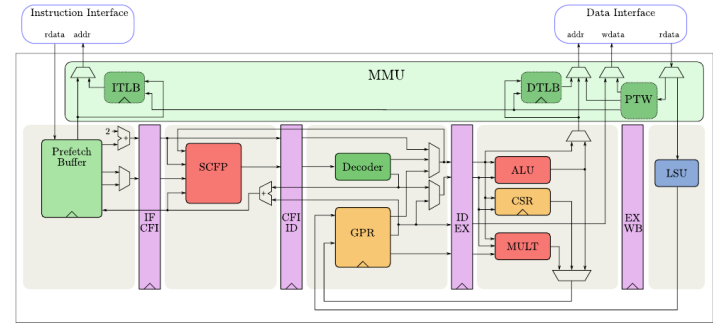 Instruction Interface
rdata addr
Data Interface
addr wdata rdata
MMU
ITLB
DTLB
PTW
2
+
Prefetch
Buffer
SCFP
Decoder
ALU
LSU
+
CSR
IF
CFI
CFI
ID
GPR
ID
EX
EX
WB
MULT